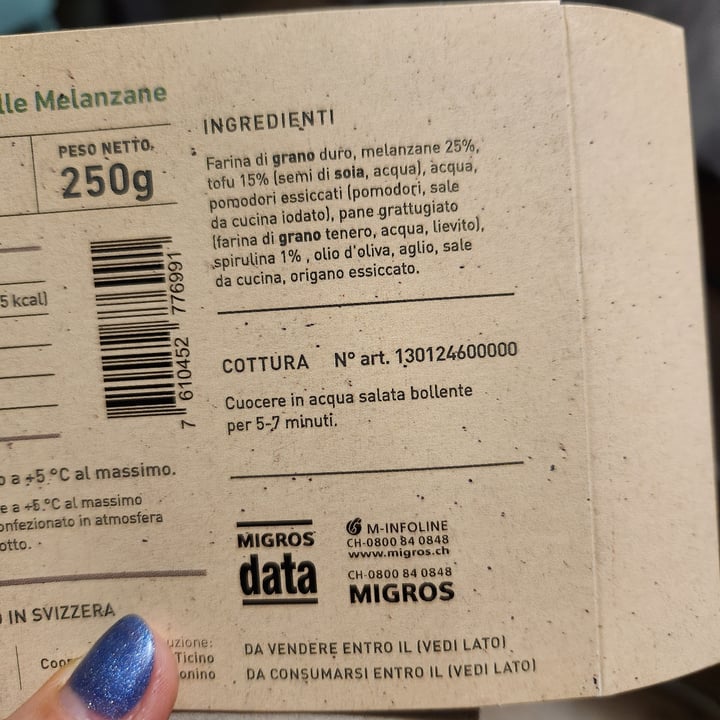 lle Melanzane
PESO NETTO.
250g
5 kcal)
7 610452 776991
o a +5 °C al massimo.
e a +5 °C al massimo
onfezionato in atmosfera
otto.
IN SVIZZERA
uzione:
Ticino
onino
INGREDIENTI
Farina di grano duro, melanzane 25%,
tofu 15% (semi di soia, acqua), acqua,
pomodori essiccati (pomodori, sale
da cucina iodato), pane grattugiato
(farina di grano tenero, acqua, lievito),
spirulina 1% , olio d'oliva, aglio, sale
da cucina, origano essiccato.
COTTURA N° art. 130124600000
Cuocere in acqua salata bollente
per 5-7 minuti.
MIGROS
data
M-INFOLINE
CH-0800 84 0848
www.migros.ch
CH-0800 84 0848
MIGROS
DA VENDERE ENTRO IL (VEDI LATO)
DA CONSUMARSI ENTRO IL (VEDI LATO)